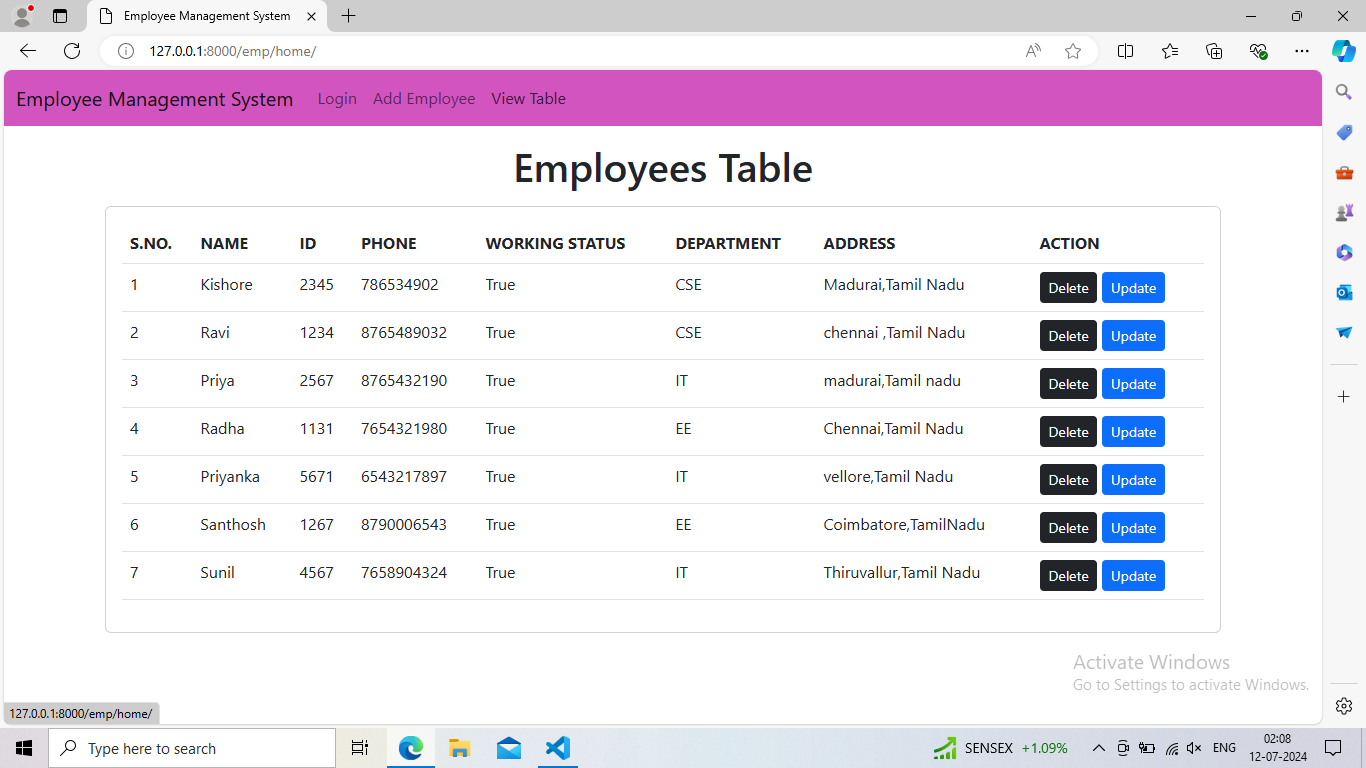 Employee Management System
127.0.0.1:8000/emp/home/
Employee Management System Login Add Employee View Table
Employees Table
S.NO. NAME ID PHONE WORKING STATUS DEPARTMENT ADDRESS ACTION
1 Kishore 2345 786534902 True CSE Madurai,Tamil Nadu Delete Update
2 Ravi 1234 8765489032 True CSE chennai ,Tamil Nadu Delete Update
3 Priya 2567 8765432190 True IT madurai,Tamil nadu Delete Update
4 Radha 1131 7654321980 True EE Chennai,Tamil Nadu Delete Update
5 Priyanka 5671 6543217897 True IT vellore,Tamil Nadu Delete Update
6 Santhosh 1267 8790006543 True EE Coimbatore,TamilNadu Delete Update
7 Sunil 4567 7658904324 True IT Thiruvallur,Tamil Nadu Delete Update
Activate Windows
Go to Settings to activate Windows.
127.0.0.1:8000/emp/home/
Type here to search SENSEX +1.09% ENG 02:08
12-07-2024